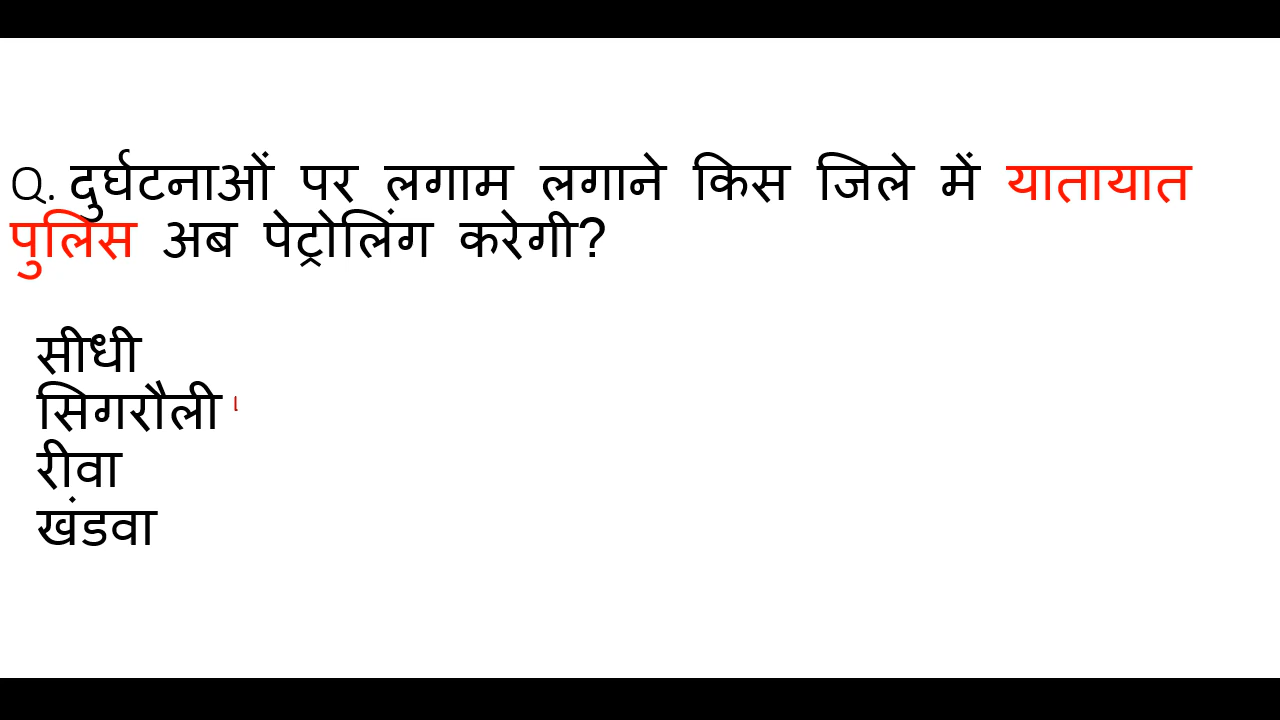 Q. दुर्घटनाओं पर लगाम लगाने किस जिले में यातायात
पुलिस अब पेट्रोलिंग करेगी?
सीधी
सिगरौली
रीवा
खंडवा